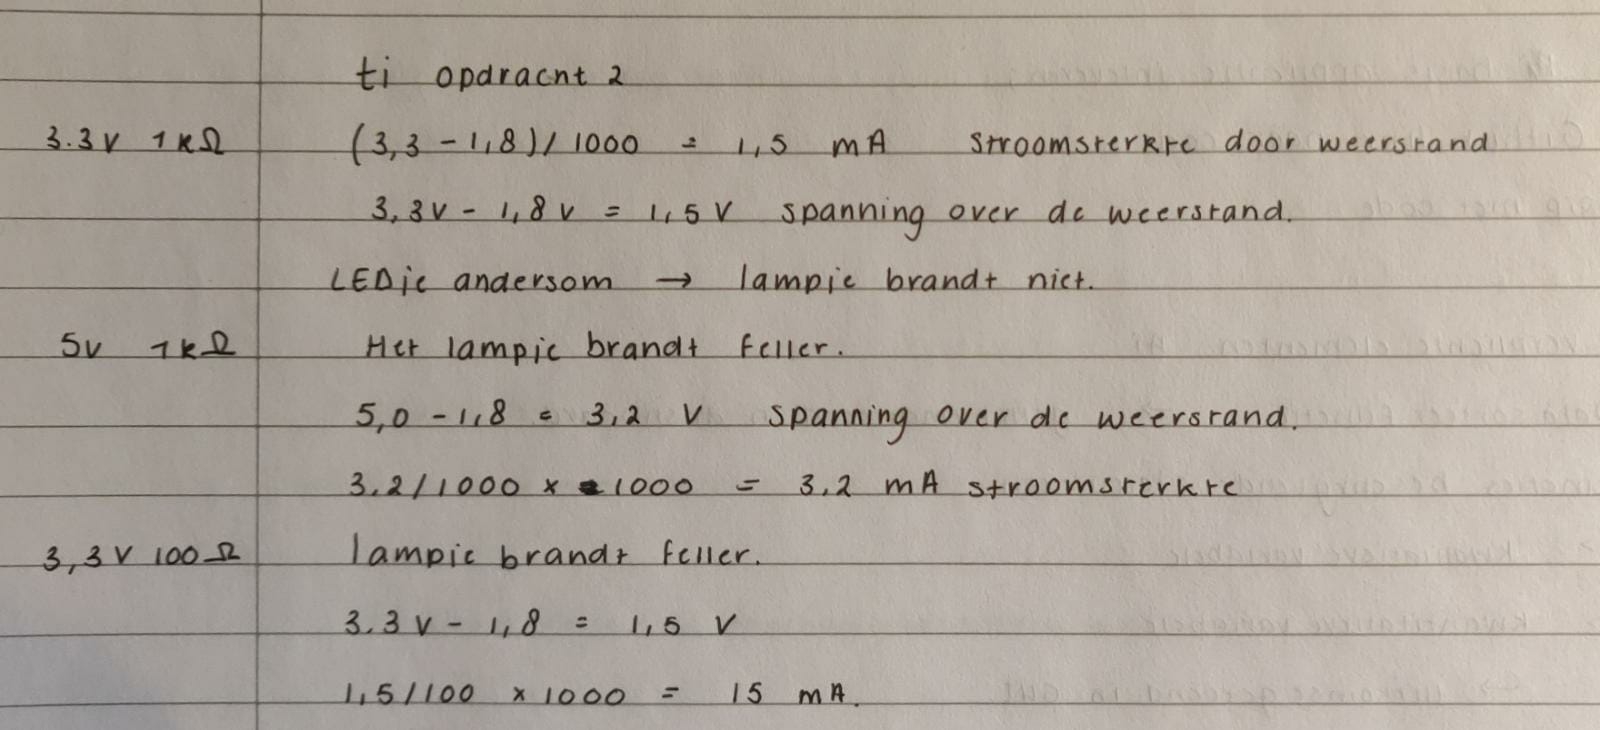 ti opdracht 2
3.3V 1kΩ (3,3 - 1,8) / 1000 = 1,5 mA stroomsterkte door weerstand
3,3V - 1,8V = 1,5 V spanning over de weerstand.
LEDje andersom → lampje brandt niet.
5V 1kΩ Het lampje brandt feller.
5,0 - 1,8 = 3,2 V spanning over de weerstand.
3.2/1000 x 1000 = 3,2 mA stroomsterkte
3,3V 100Ω lampje brandt feller.
3.3V - 1,8 = 1,5 V
1,5/100 x 1000 = 15 mA.